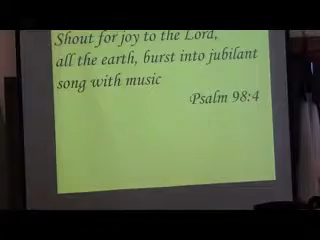 Shout for joy to the Lord,
all the earth, burst into jubilant
song with music
Psalm 98:4